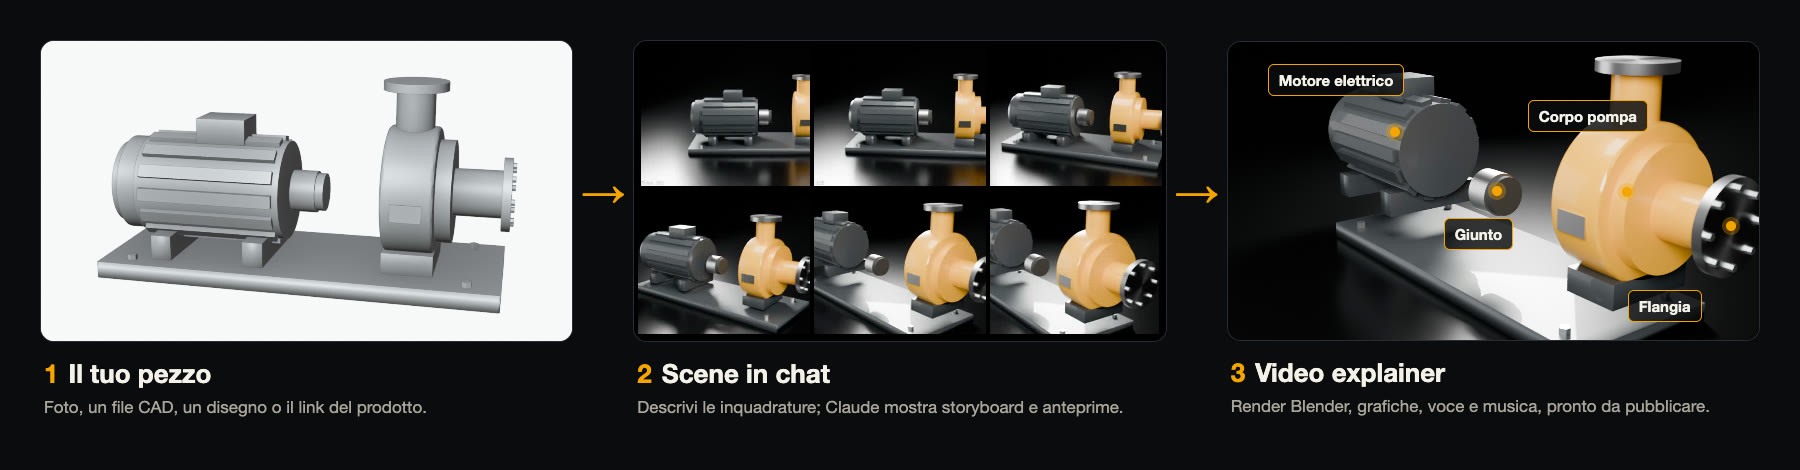 Motore elettrico
Corpo pompa
Giunto
Flangia
1 Il tuo pezzo
Foto, un file CAD, un disegno o il link del prodotto.
2 Scene in chat
Descrivi le inquadrature; Claude mostra storyboard e anteprime.
3 Video explainer
Render Blender, grafiche, voce e musica, pronto da pubblicare.